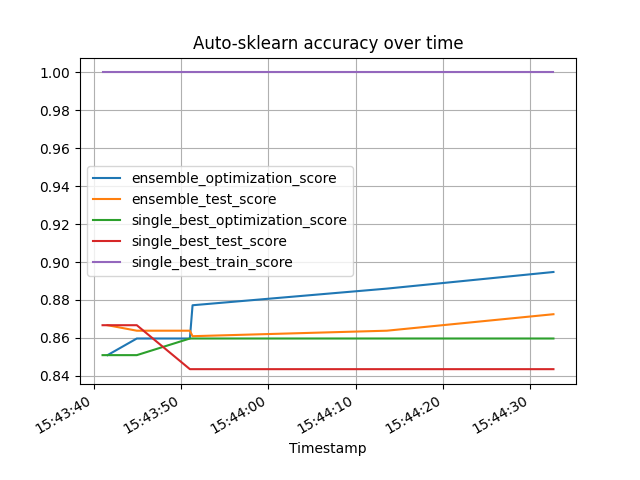 Auto-sklearn accuracy over time
1.00
0.98
0.96
0.94
0.92
0.90
0.88
0.86
0.84
ensemble_optimization_score
ensemble_test_score
single_best_optimization_score
single_best_test_score
single_best_train_score
15:43:40
15:43:50
15:44:00
15:44:10
15:44:20
15:44:30
Timestamp